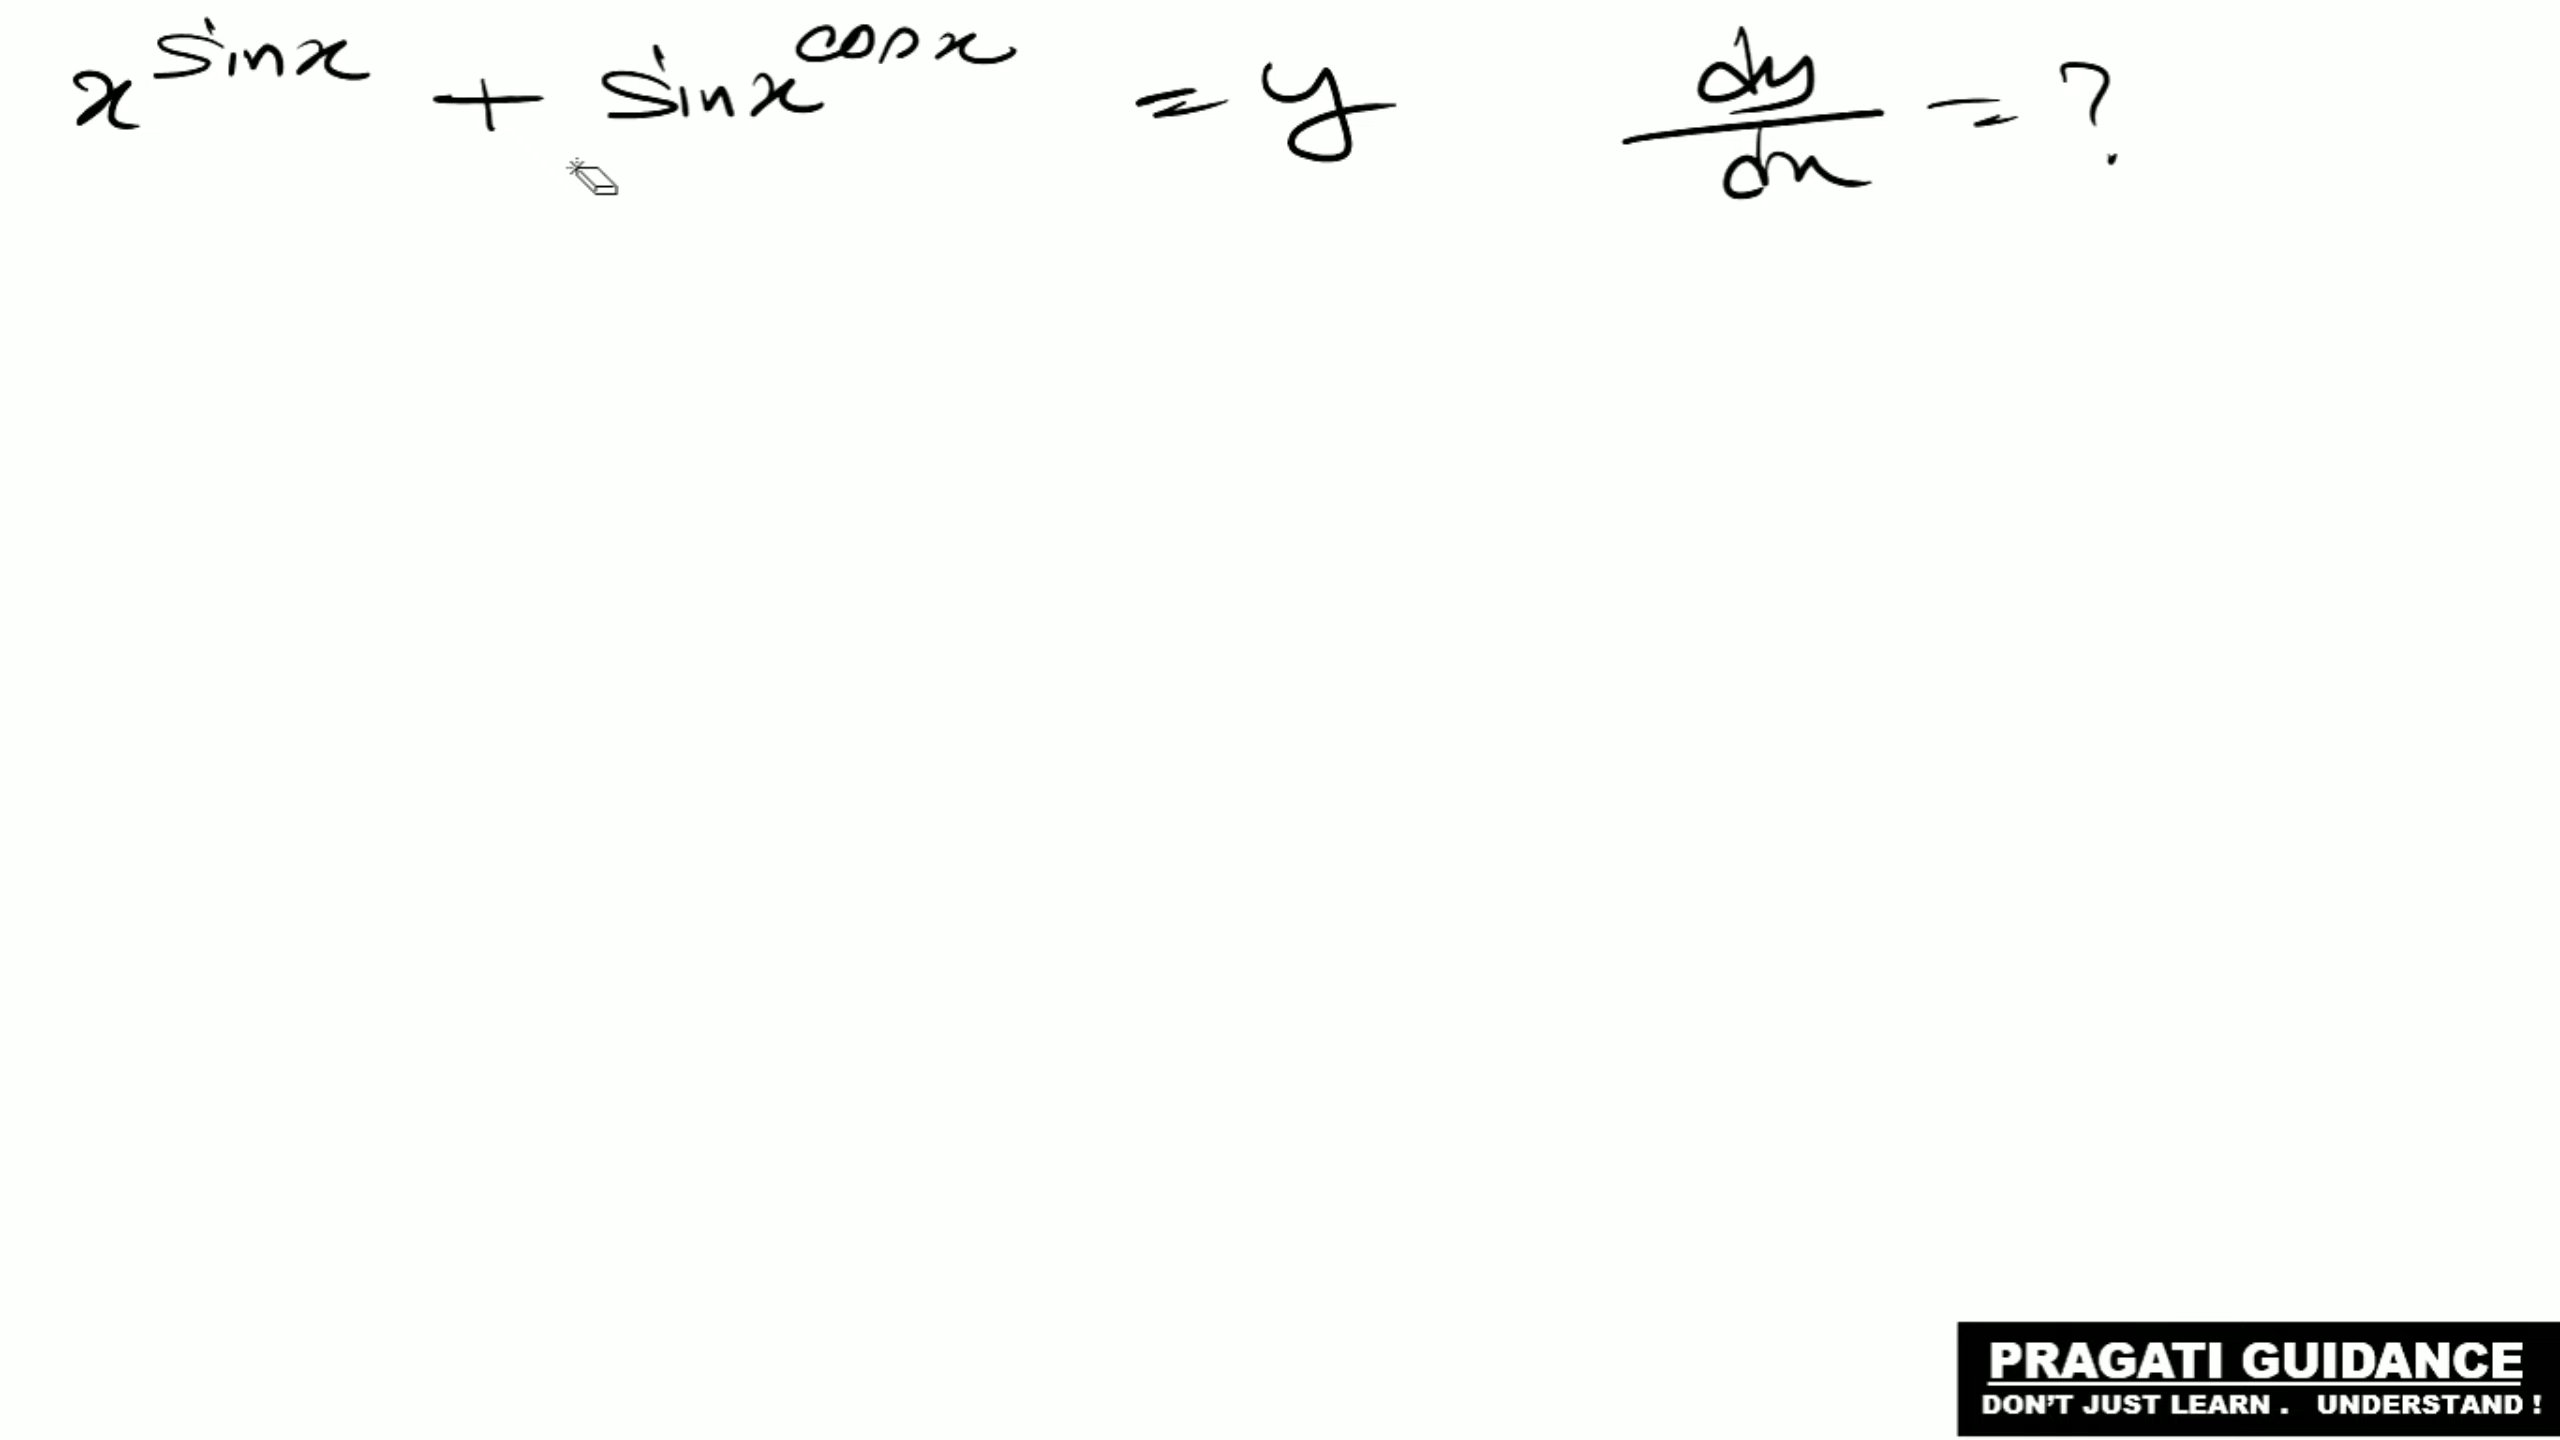 x^sinx + sinx^cosx = y dy/dx = ?
PRAGATI GUIDANCE
DON'T JUST LEARN . UNDERSTAND !